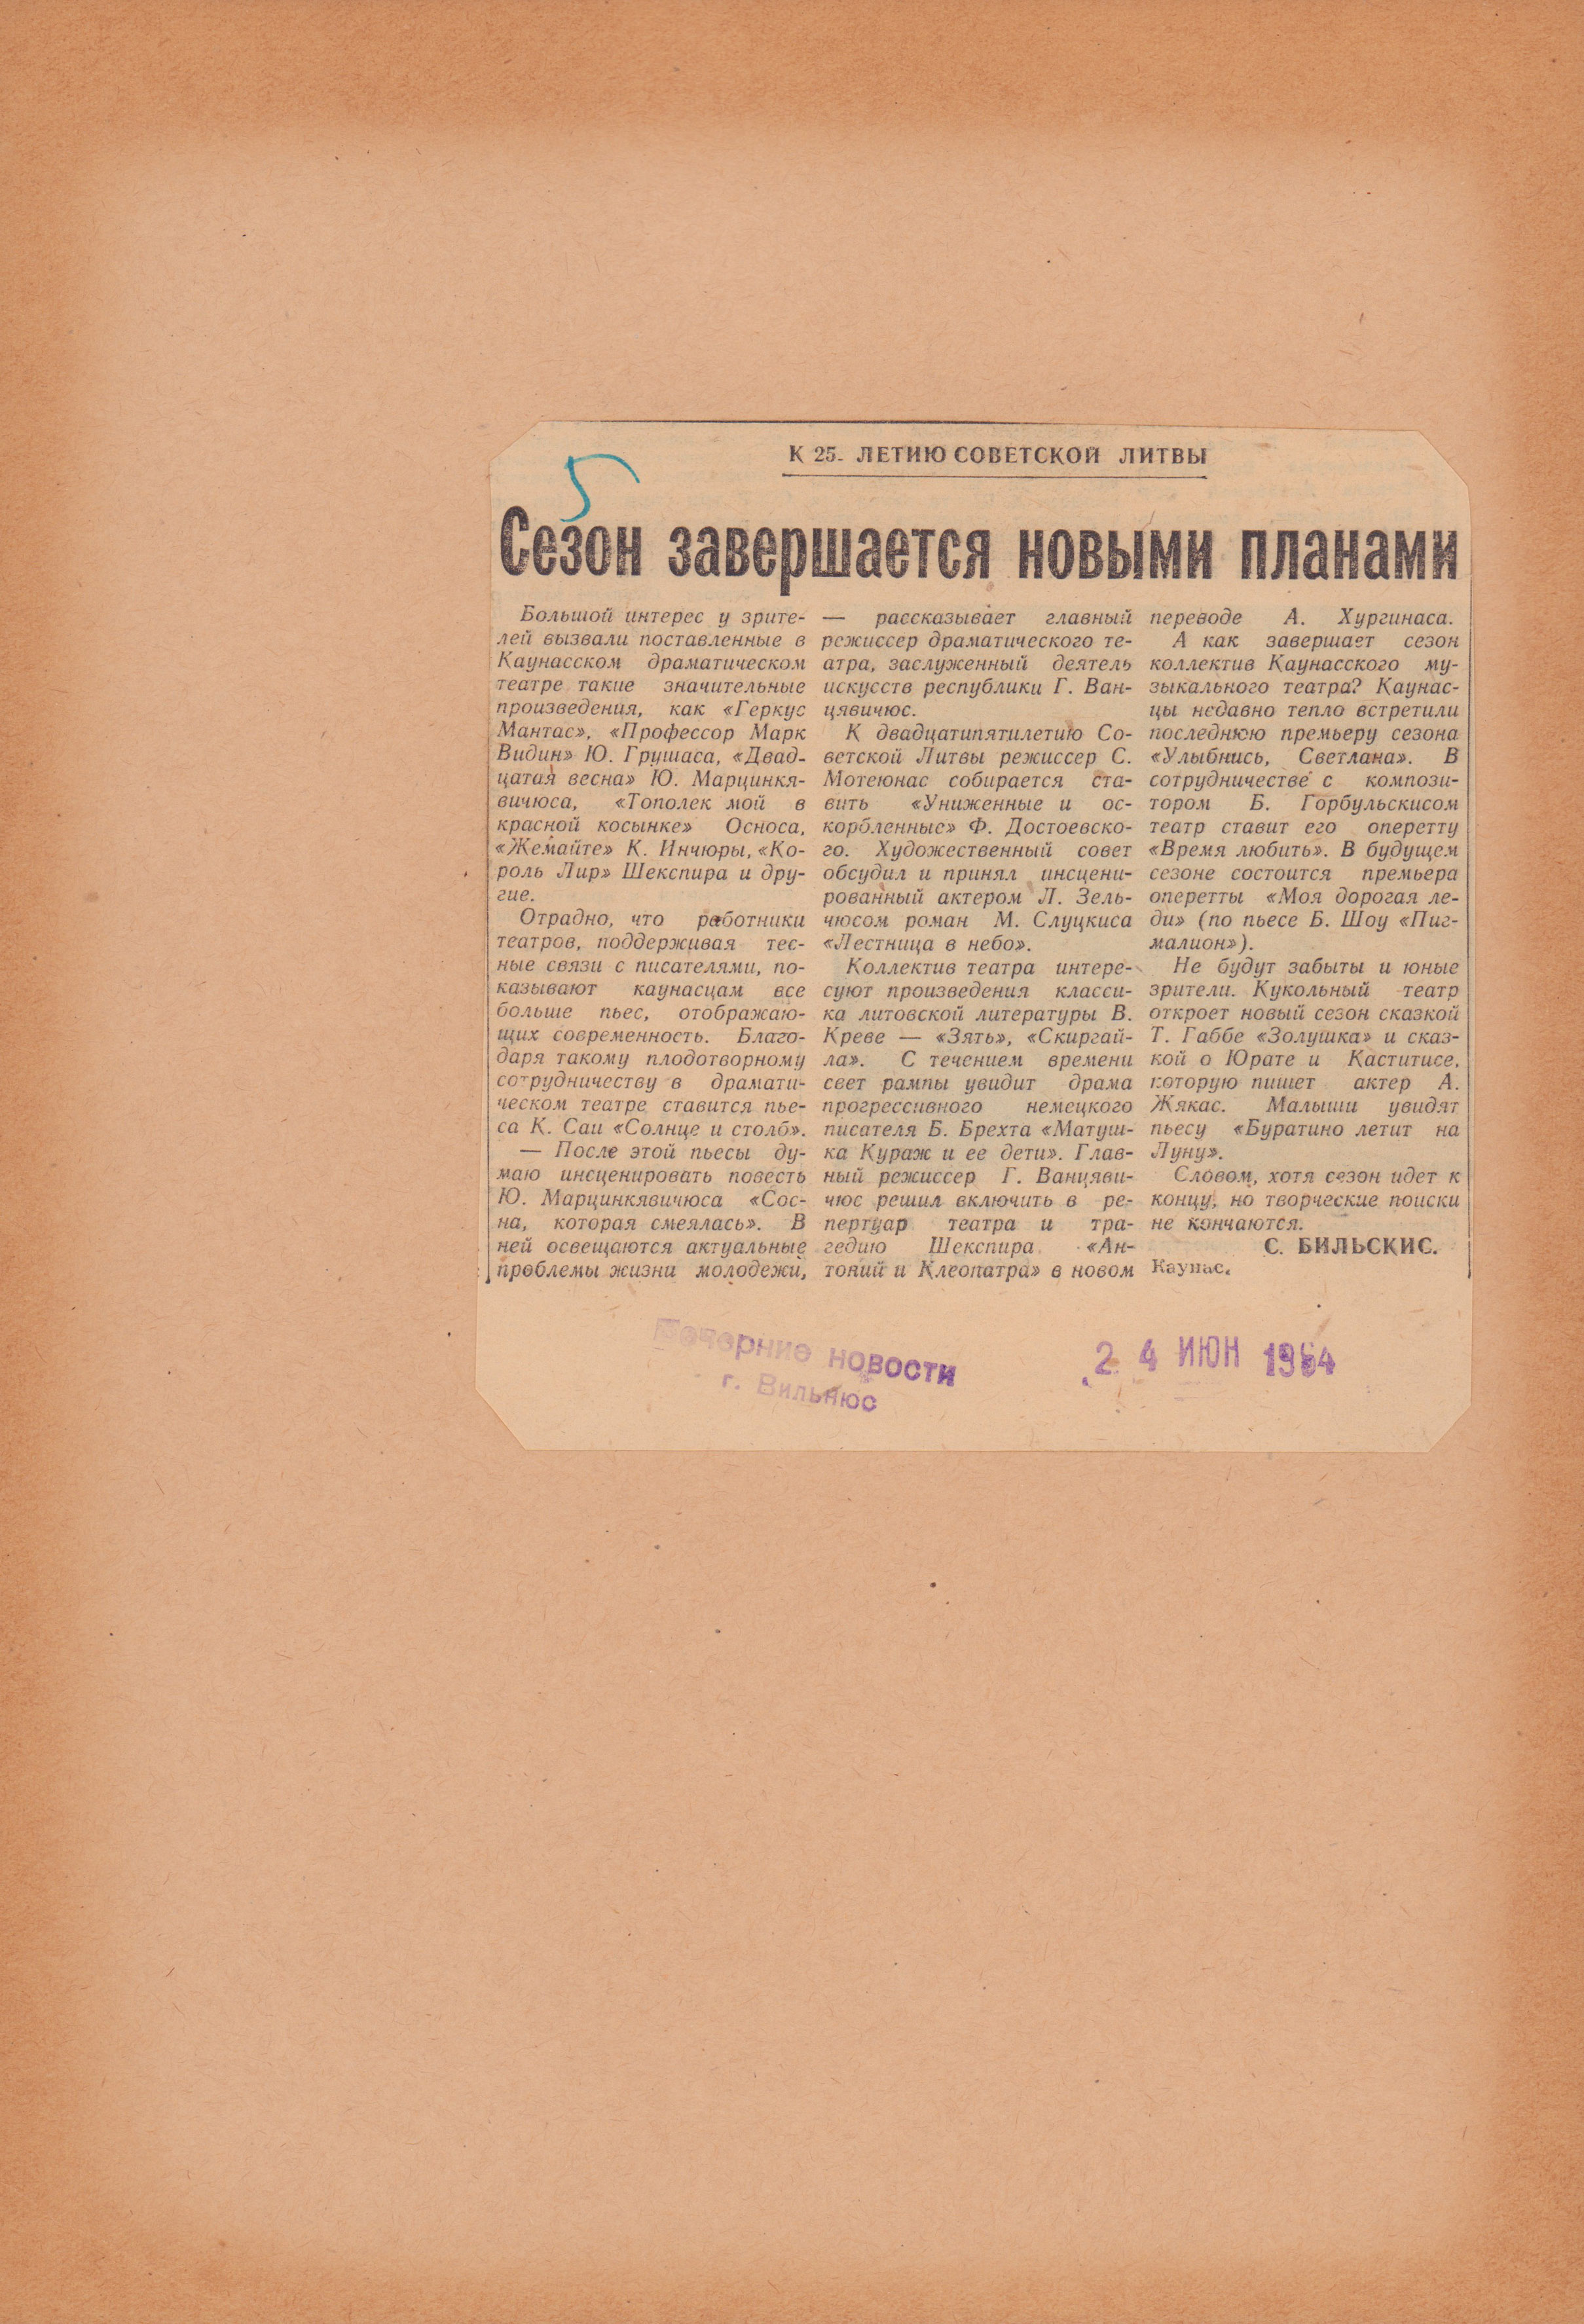 К 25- ЛЕТИЮ СОВЕТСКОЙ ЛИТВЫ
5
Сезон завершается новыми планами
Большой интерес у зрите-
лей вызвали поставленные в
Каунасском драматическом
театре такие значительные
произведения, как «Геркус
Мантас», «Профессор Марк
Видин» Ю. Грушаса, «Двад-
цатая весна» Ю. Марцинкя-
вичюса, «Тополек мой в
красной косынке» Осноса,
«Жемайте» К. Инчюры, «Ко-
роль Лир» Шекспира и дру-
гие.
Отрадно, что работники
театров, поддерживая тес-
ные связи с писателями, по-
казывают каунасцам все
больше пьес, отображаю-
щих современность. Благо-
даря такому плодотворному
сотрудничеству в драмати-
ческом театре ставится пье-
са К. Саи «Солнце и столб».
— После этой пьесы ду-
маю инсценировать повесть
Ю. Марцинкявичюса «Сос-
на, которая смеялась». В
ней освещаются актуальные
проблемы жизни молодежи,
— рассказывает главный
режиссер драматического те-
атра, заслуженный деятель
искусств республики Г. Ван-
цявичюс.
К двадцатипятилетию Со-
ветской Литвы режиссер С.
Мотеюнас собирается ста-
вить «Униженные и ос-
корбленные» Ф. Достоевско-
го. Художественный совет
обсудил и принял инсцени-
рованный актером Л. Зель-
чюсом роман М. Слуцкиса
«Лестница в небо».
Коллектив театра интере-
суют произведения класси-
ка литовской литературы В.
Креве — «Зять», «Скиргай-
ла». С течением времени
свет рампы увидит драма
прогрессивного немецкого
писателя Б. Брехта «Матуш-
ка Кураж и ее дети». Глав-
ный режиссер Г. Ванцяви-
чюс решил включить в ре-
пертуар театра и тра-
гедию Шекспира «Ан-
тоний и Клеопатра» в новом
переводе А. Хургинаса.
А как завершает сезон
коллектив Каунасского му-
зыкального театра? Каунас-
цы недавно тепло встретили
последнюю премьеру сезона
«Улыбнись, Светлана». В
сотрудничестве с компози-
тором Б. Горбульскисом
театр ставит его оперетту
«Время любить». В будущем
сезоне состоится премьера
оперетты «Моя дорогая ле-
ди» (по пьесе Б. Шоу «Пиг-
малион»).
Не будут забыты и юные
зрители. Кукольный театр
откроет новый сезон сказкой
Т. Габбе «Золушка» и сказ-
кой о Юрате и Каститисе,
которую пишет актер А.
Жякас. Малыши увидят
пьесу «Буратино летит на
Луну».
Словом, хотя сезон идет к
концу, но творческие поиски
не кончаются.
С. БИЛЬСКИС.
Каунас.
Вечерние новости
г. Вильнюс
24 ИЮН 1964